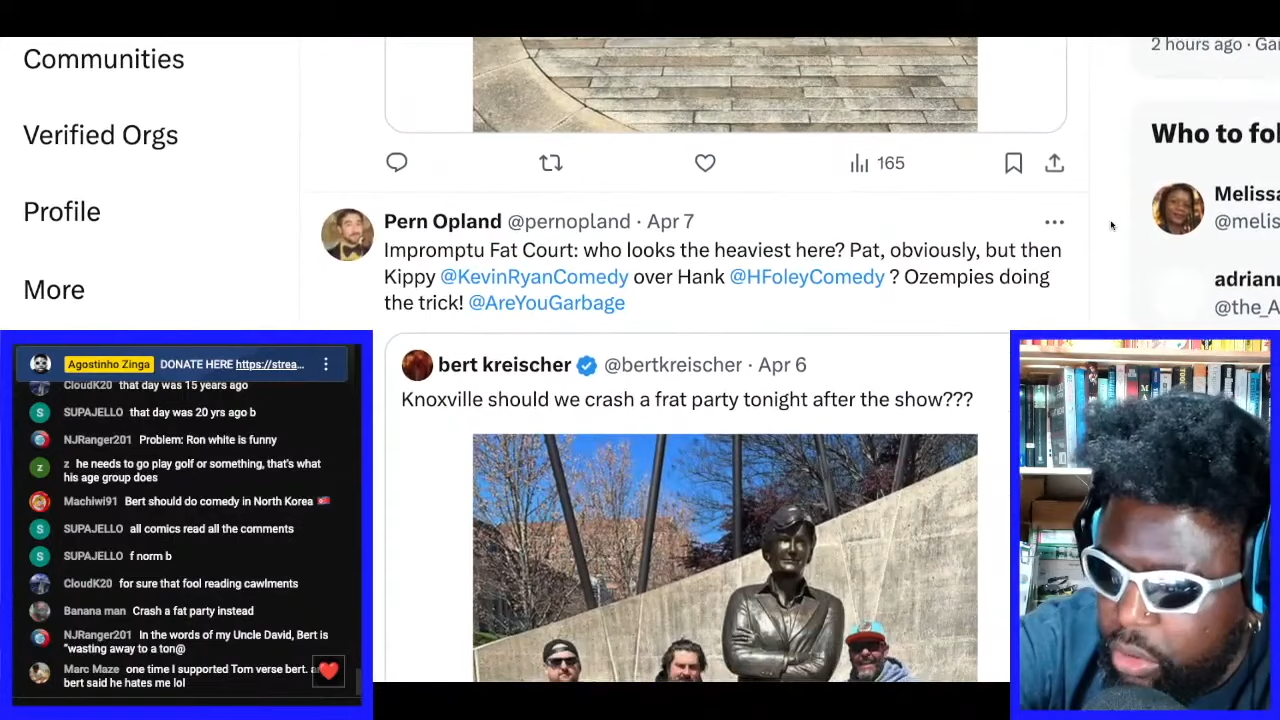 Communities
Verified Orgs
Profile
More
165
Pern Opland @pernopland · Apr 7
Impromptu Fat Court: who looks the heaviest here? Pat, obviously, but then
Kippy @KevinRyanComedy over Hank @HFoleyComedy ? Ozempies doing
the trick! @AreYouGarbage
bert kreischer @bertkreischer · Apr 6
Knoxville should we crash a frat party tonight after the show???
2 hours ago
Who to
Melissa
adrian
Agostinho Zinga DONATE HERE https://strea...
CloudK20 that day was 15 years ago
S SUPAJELLO that day was 20 yrs ago b
NJRanger201 Problem: Ron white is funny
z z he needs to go play golf or something, that's what
his age group does
Machiwi91 Bert should do comedy in North Korea 🇰🇵
S SUPAJELLO all comics read all the comments
S SUPAJELLO f norm b
CloudK20 for sure that fool reading cawlments
Banana man Crash a fat party instead
NJRanger201 In the words of my Uncle David, Bert is
"wasting away to a ton@
Marc Maze one time I supported Tom verse bert.
bert said he hates me lol